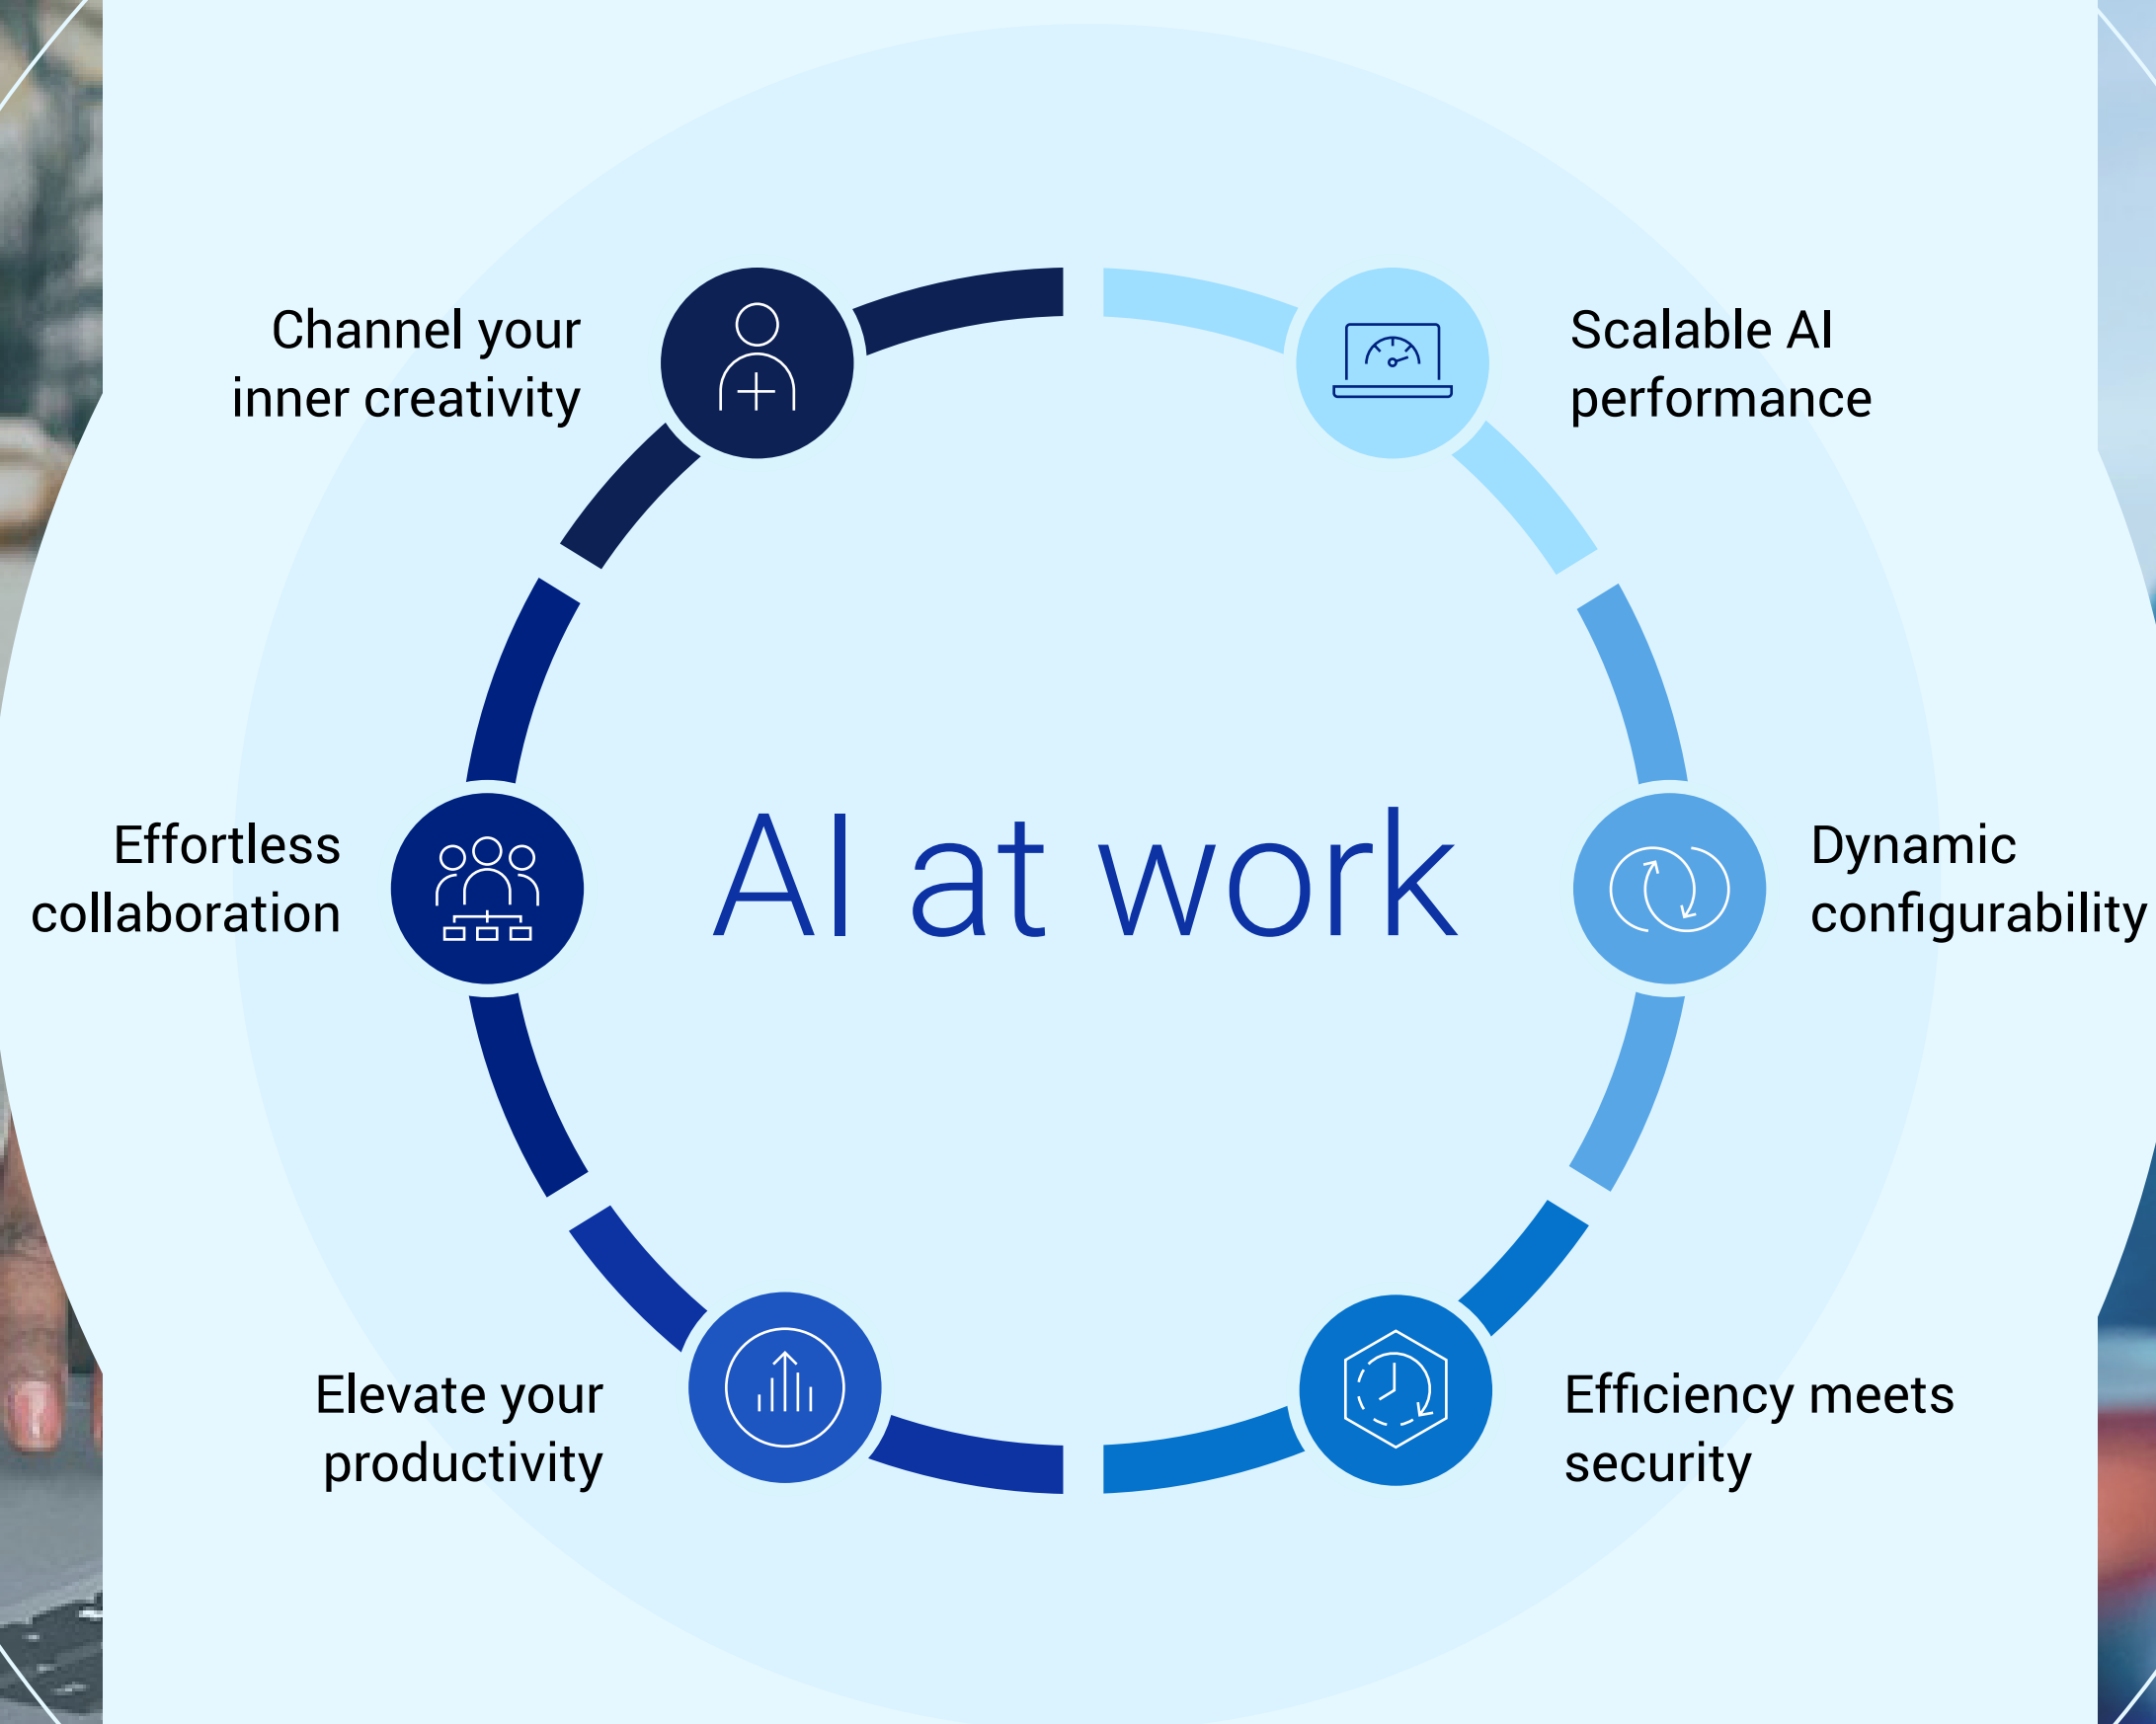 Channel your
inner creativity
Scalable AI
performance
Effortless
collaboration
AI at work
Dynamic
configurability
Elevate your
productivity
Efficiency meets
security